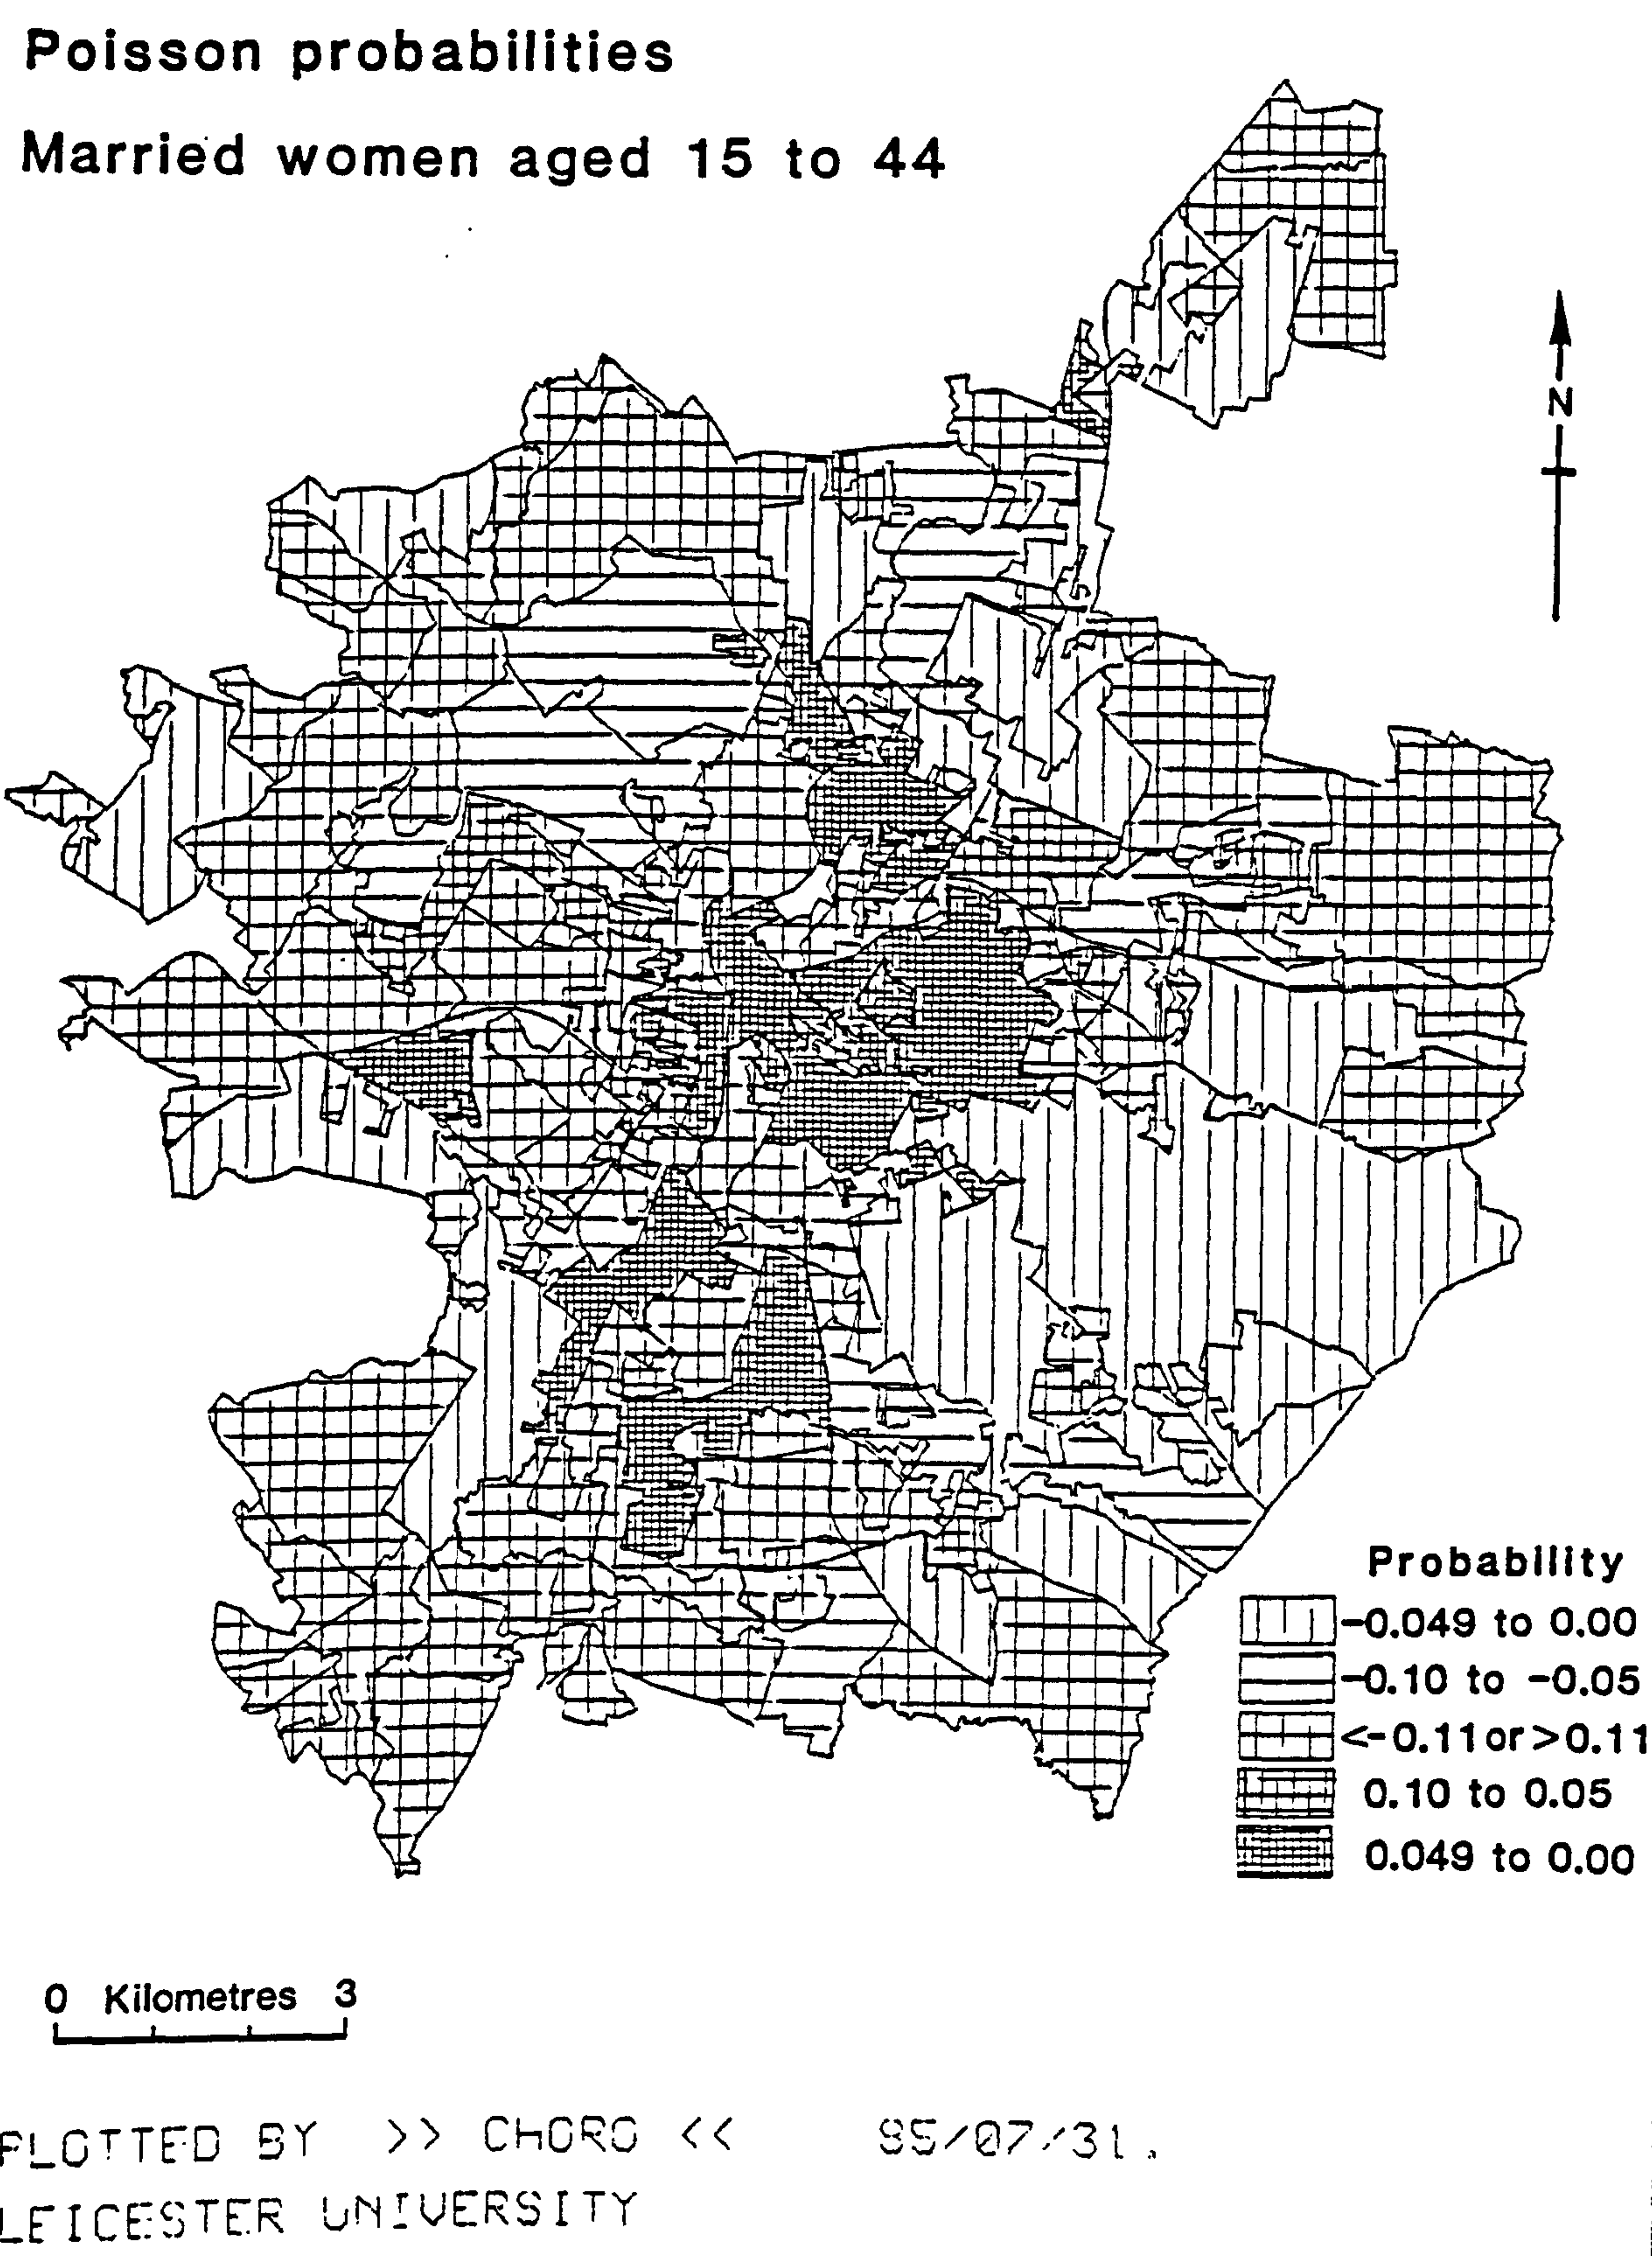 Poisson probabilities
Married women aged 15 to 44
N
Probability
-0.049 to 0.00
-0.10 to -0.05
<-0.11 or >0.11
0.10 to 0.05
0.049 to 0.00
0 Kilometres 3
PLOTTED BY >> CHORO << 85/07/31.
LEICESTER UNIVERSITY